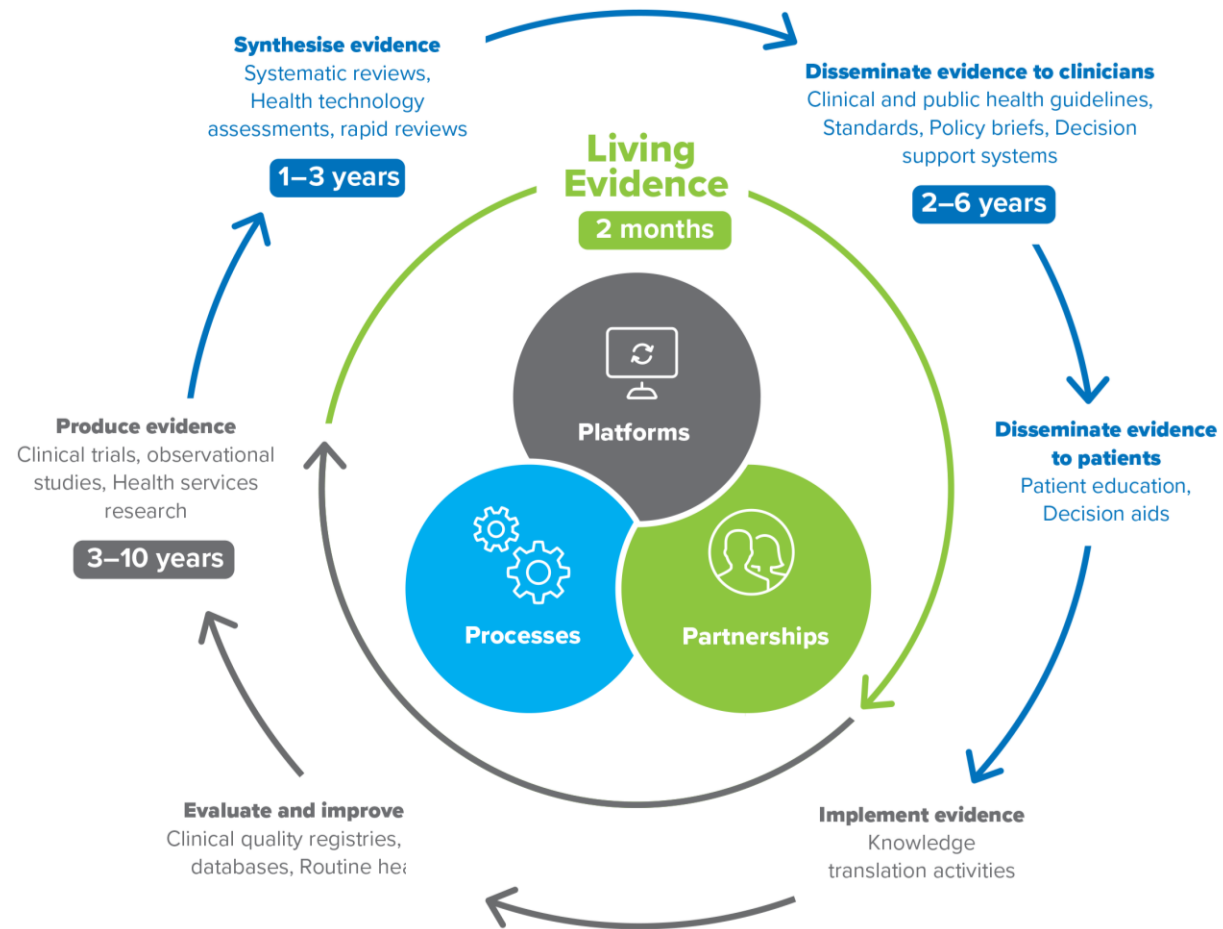 Synthesise evidence
Systematic reviews,
Health technology
assessments, rapid reviews
1–3 years
Disseminate evidence to clinicians
Clinical and public health guidelines,
Standards, Policy briefs, Decision
support systems
2–6 years
Living
Evidence
2 months
Platforms
Processes
Partnerships
Produce evidence
Clinical trials, observational
studies, Health services
research
3–10 years
Disseminate evidence
to patients
Patient education,
Decision aids
Evaluate and improve
Clinical quality registries,
databases, Routine
Implement evidence
Knowledge
translation activities